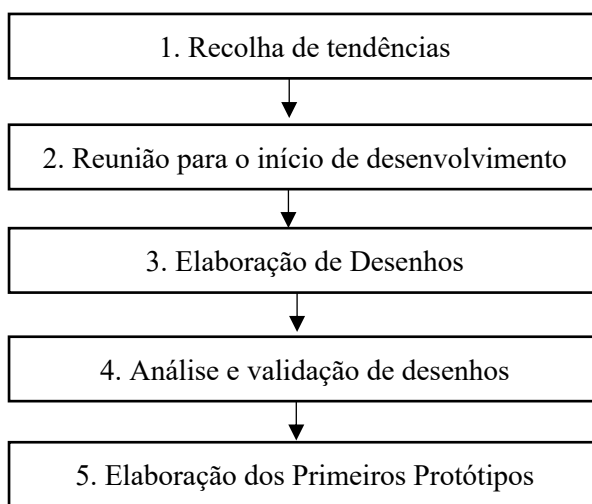 1. Recolha de tendências
2. Reunião para o início de desenvolvimento
3. Elaboração de Desenhos
4. Análise e validação de desenhos
5. Elaboração dos Primeiros Protótipos